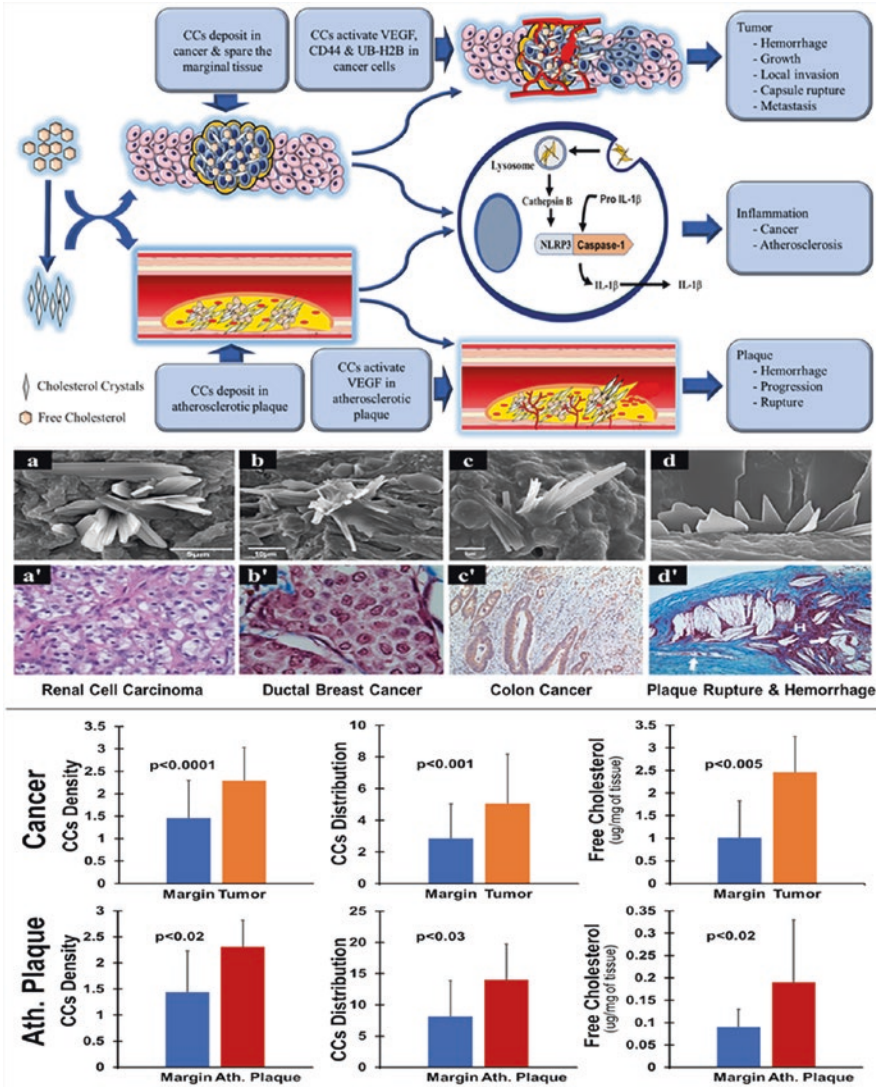 CCs deposit in
cancer & spare the
marginal tissue
CCs activate VEGF,
CD44 & UB-H2B in
cancer cells
Tumor
- Hemorrhage
- Growth
- Local invasion
- Capsule rupture
- Metastasis
Lysosome
Cathepsin B
Pro IL-1β
NLRP3
Caspase-1
IL-1β
IL-1β
Inflammation
- Cancer
- Atherosclerosis
Cholesterol Crystals
Free Cholesterol
CCs deposit in
atherosclerotic plaque
CCs activate
VEGF in
atherosclerotic
plaque
Plaque
- Hemorrhage
- Progression
- Rupture
a
5µm
b
10µm
c
d
a'
b'
c'
d'
H
Renal Cell Carcinoma
Ductal Breast Cancer
Colon Cancer
Plaque Rupture & Hemorrhage
Cancer
CCs Density
3.5
3
2.5
2
1.5
1
0.5
0
p<0.0001
Margin Tumor
CCs Distribution
10
8
6
4
2
0
p<0.001
Margin Tumor
Free Cholesterol
(ug/mg of tissue)
3.5
3
2.5
2
1.5
1
0.5
0
p<0.005
Margin Tumor
Ath. Plaque
CCs Density
3
2.5
2
1.5
1
0.5
0
p<0.02
Margin Ath. Plaque
CCs Distribution
25
20
15
10
5
0
p<0.03
Margin Ath. Plaque
Free Cholesterol
(ug/mg of tissue)
0.35
0.3
0.25
0.2
0.15
0.1
0.05
0
p<0.02
Margin Ath. Plaque